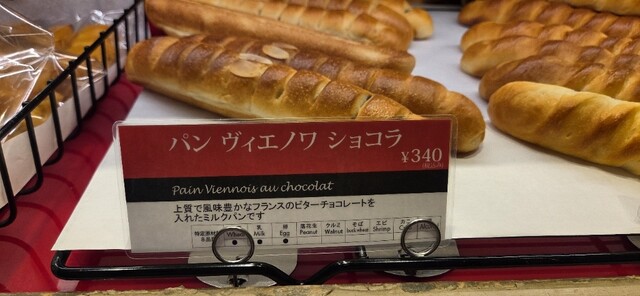 パン ヴィエノワ ショコラ
¥340
Pain Viennois au chocolat
上質で風味豊かなフランスのビターチョコレートを
入れたミルクパンです
乳 卵 落花生 クルミ そば エビ
Milk Egg Peanut Walnut buckwheat Shrimp